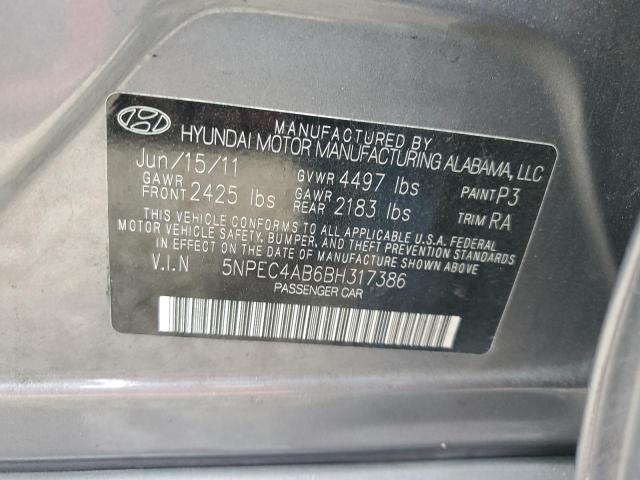 MANUFACTURED BY
HYUNDAI MOTOR MANUFACTURING ALABAMA, LLC
Jun/15/11 GVWR 4497 lbs PAINT P3
GAWR FRONT 2425 lbs GAWR REAR 2183 lbs TRIM RA
THIS VEHICLE CONFORMS TO ALL APPLICABLE U.S.A. FEDERAL
MOTOR VEHICLE SAFETY, BUMPER, AND THEFT PREVENTION STANDARDS
IN EFFECT ON THE DATE OF MANUFACTURE SHOWN ABOVE.
V.I.N 5NPEC4AB6BH317386
PASSENGER CAR